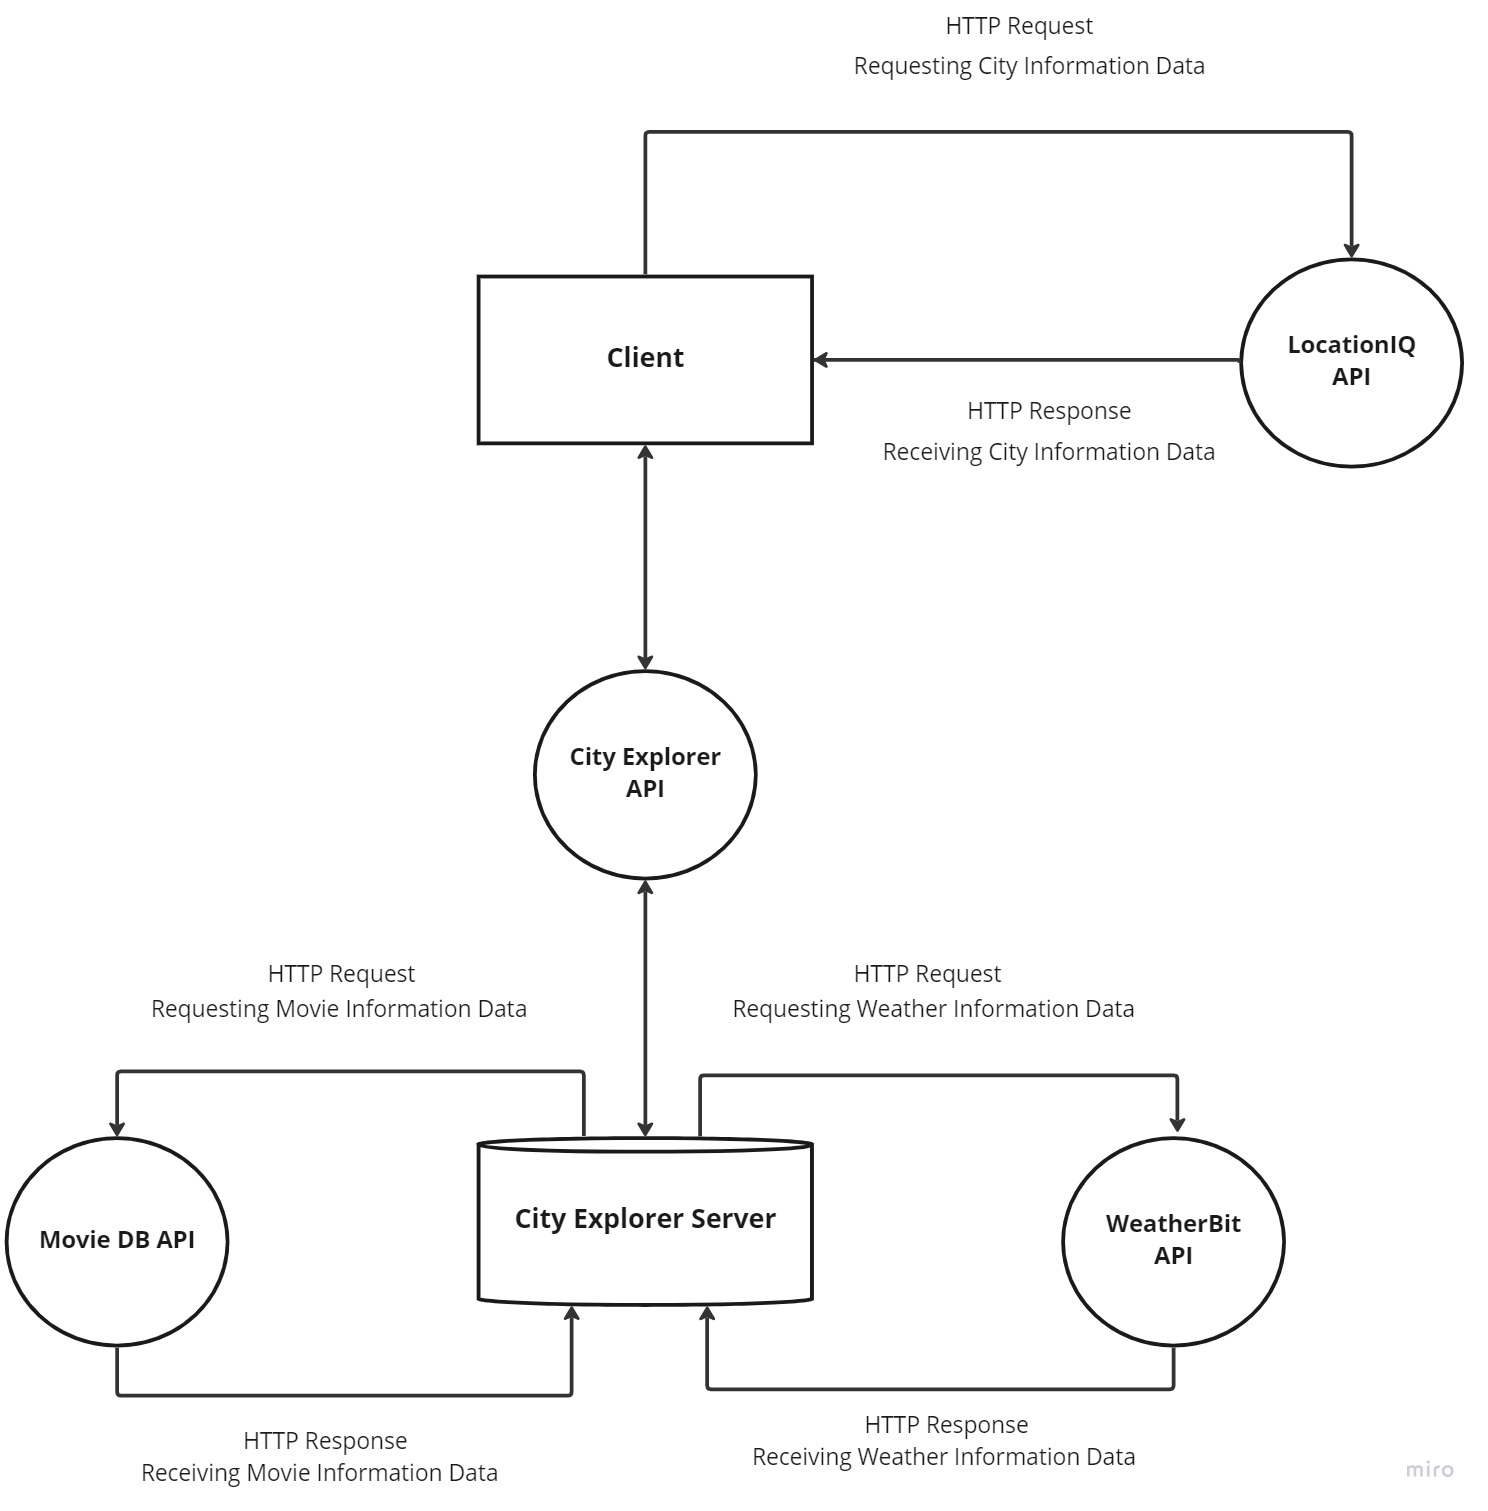 HTTP Request
Requesting City Information Data
Client
LocationIQ
API
HTTP Response
Receiving City Information Data
City Explorer
API
HTTP Request
Requesting Movie Information Data
HTTP Request
Requesting Weather Information Data
Movie DB API
City Explorer Server
WeatherBit
API
HTTP Response
Receiving Movie Information Data
HTTP Response
Receiving Weather Information Data
miro